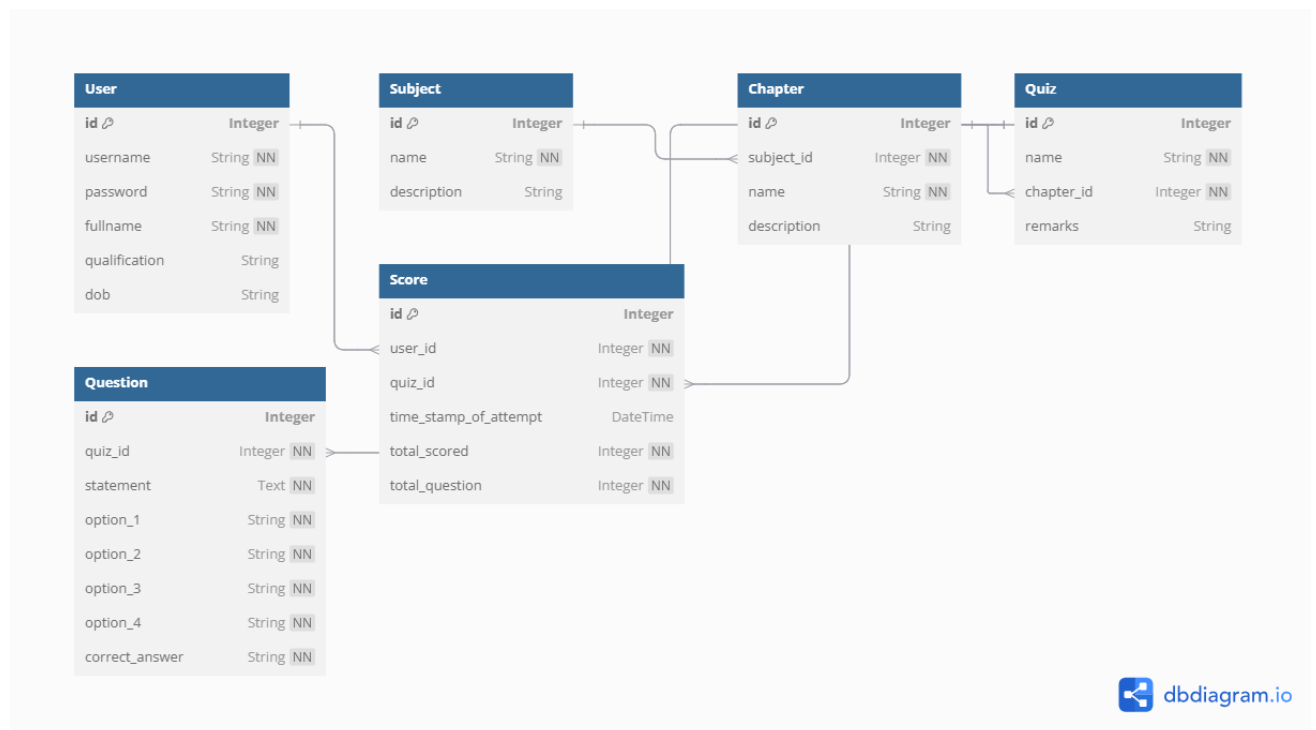 User
id Integer
username String NN
password String NN
fullname String NN
qualification String
dob String
Subject
id Integer
name String NN
description String
Chapter
id Integer
subject_id Integer NN
name String NN
description String
Quiz
id Integer
name String NN
chapter_id Integer NN
remarks String
Score
id Integer
user_id Integer NN
quiz_id Integer NN
time_stamp_of_attempt DateTime
total_scored Integer NN
total_question Integer NN
Question
id Integer
quiz_id Integer NN
statement Text NN
option_1 String NN
option_2 String NN
option_3 String NN
option_4 String NN
correct_answer String NN
dbdiagram.io